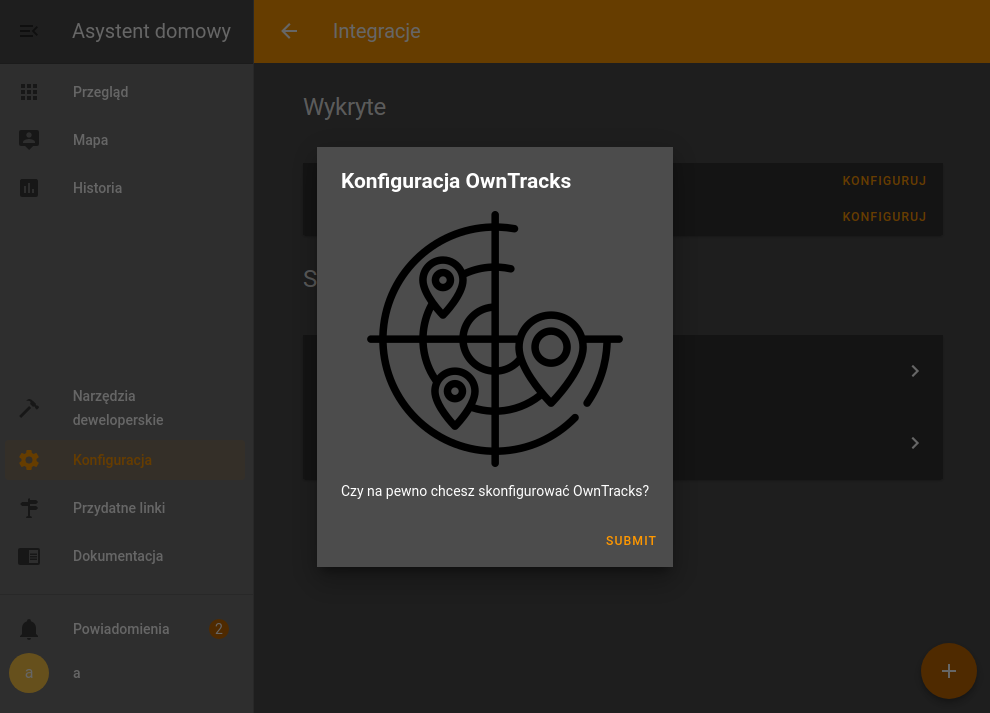 Asystent domowy
Integracje
Przegląd
Mapa
Historia
Narzędzia
deweloperskie
Konfiguracja
Przydatne linki
Dokumentacja
Powiadomienia
2
a
a
Wykryte
KONFIGURUJ
KONFIGURUJ
S
Konfiguracja OwnTracks
Czy na pewno chcesz skonfigurować OwnTracks?
SUBMIT